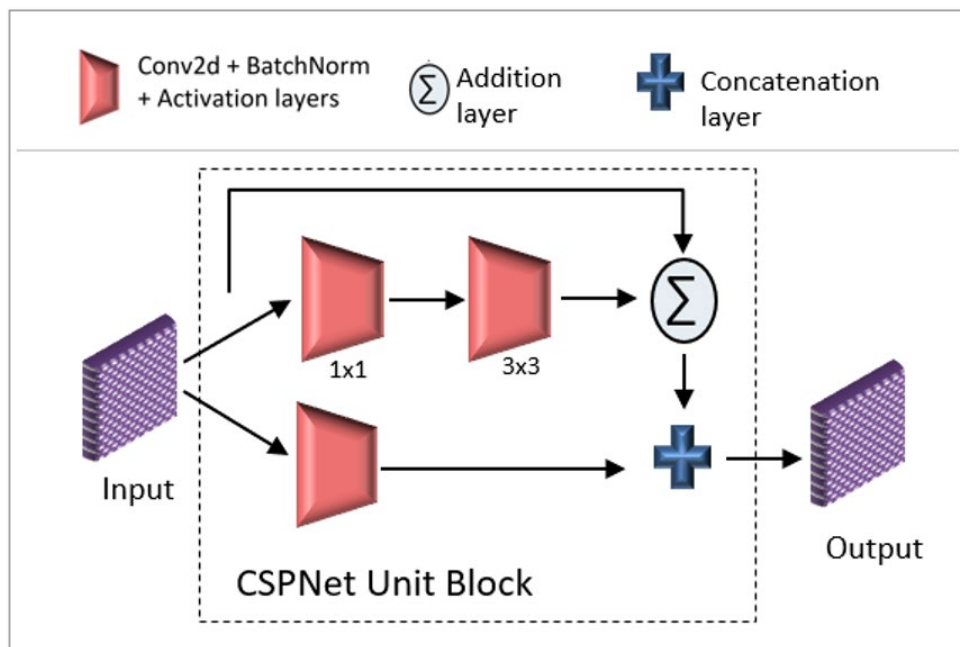 Conv2d + BatchNorm
+ Activation layers
Σ
Addition
layer
Concatenation
layer
Σ
1x1
3x3
Input
Output
CSPNet Unit Block